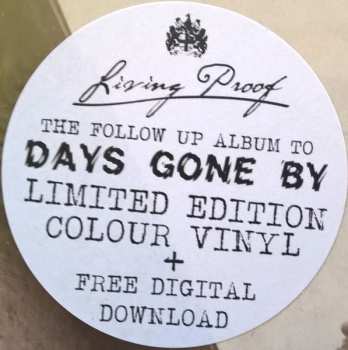 Living Proof
THE FOLLOW UP ALBUM TO
DAYS GONE BY
LIMITED EDITION
COLOUR VINYL
+
FREE DIGITAL
DOWNLOAD